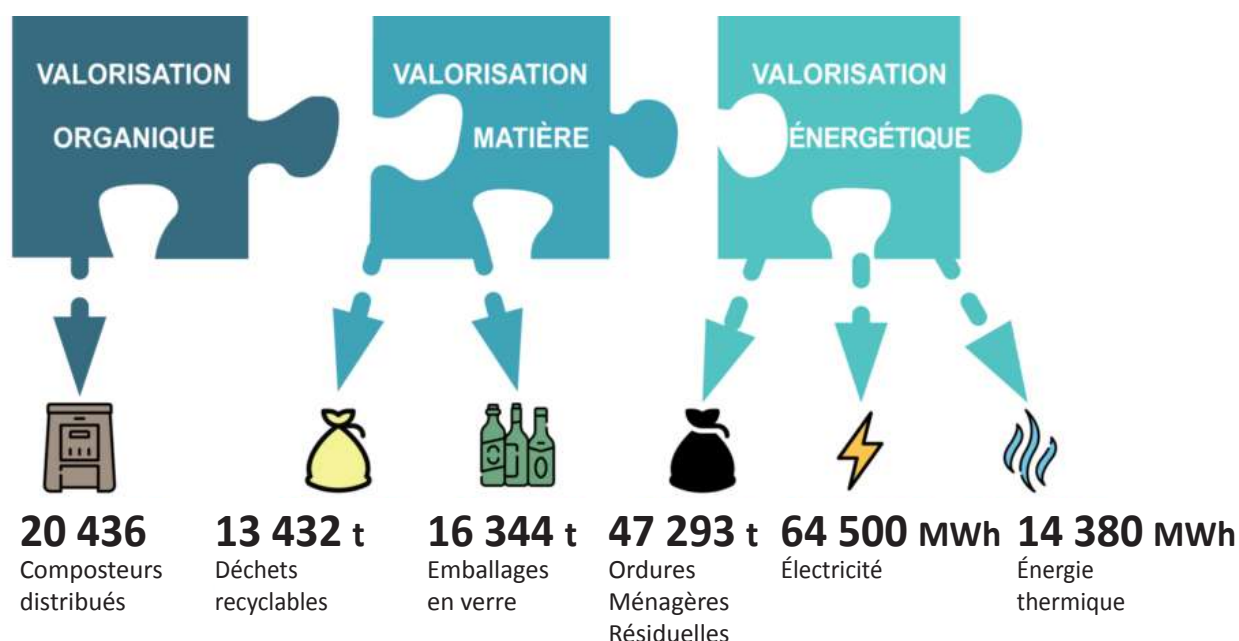 VALORISATION
ORGANIQUE
VALORISATION
MATIÈRE
VALORISATION
ÉNERGÉTIQUE
20 436
Composteurs
distribués
13 432 t
Déchets
recyclables
16 344 t
Emballages
en verre
47 293 t
Ordures
Ménagères
Résiduelles
64 500 MWh
Électricité
14 380 MWh
Énergie
thermique